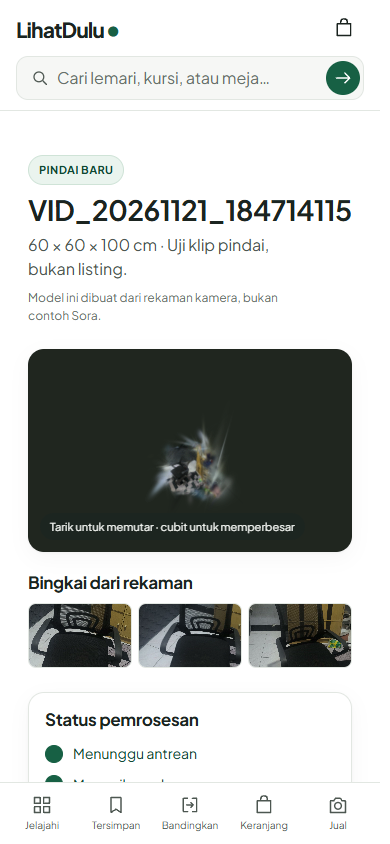 LihatDulu
Cari lemari, kursi, atau meja…
PINDAI BARU
VID_20261121_184714115
60 × 60 × 100 cm · Uji klip pindai,
bukan listing.
Model ini dibuat dari rekaman kamera, bukan
contoh Sora.
Tarik untuk memutar · cubit untuk memperbesar
Bingkai dari rekaman
Status pemrosesan
Menunggu antrean
Jelajahi
Tersimpan
Bandingkan
Keranjang
Jual